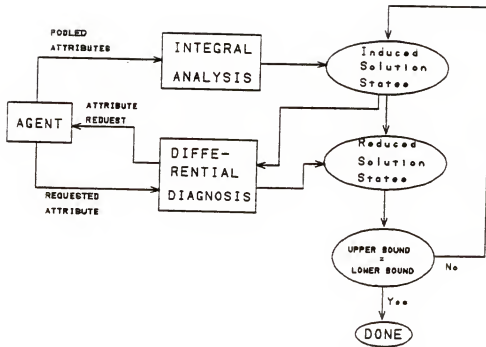 POOLED
ATTRIBUTES
INTEGRAL
ANALYSIS
Induced
Solution
States
AGENT
ATTRIBUTE
REQUEST
DIFFE-
RENTIAL
DIAGNOSIS
REQUESTED
ATTRIBUTE
Reduced
Solution
States
UPPER BOUND
=
LOWER BOUND
No
Yes
DONE